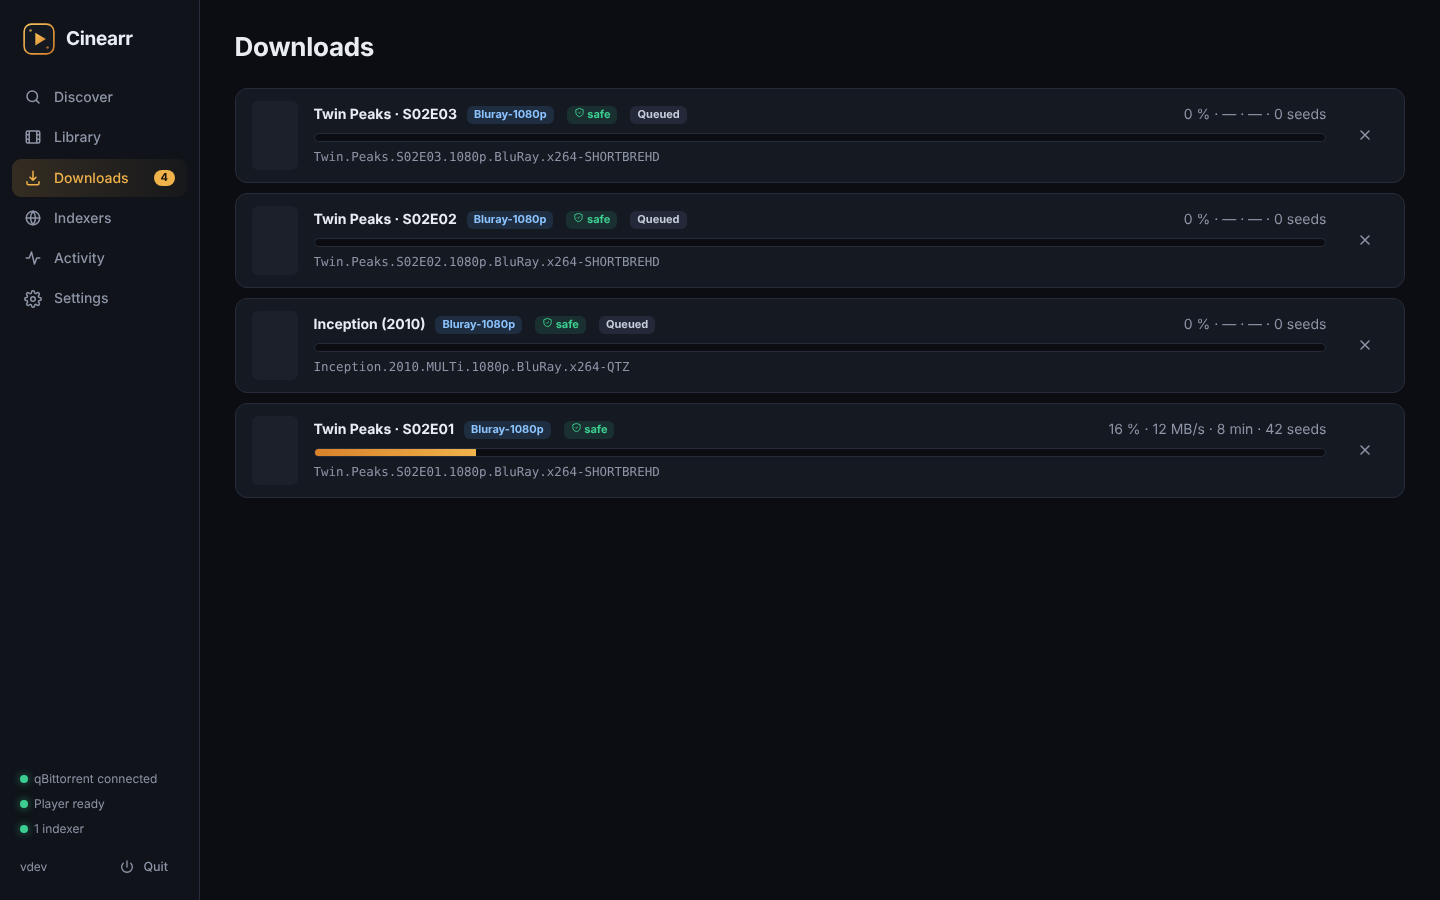 Cinearr
Discover
Library
Downloads 4
Indexers
Activity
Settings
qBittorrent connected
Player ready
1 indexer
vdev Quit
Downloads
Twin Peaks · S02E03 Bluray-1080p safe Queued 0 % · — · — · 0 seeds
Twin.Peaks.S02E03.1080p.BluRay.x264-SHORTBREHD
Twin Peaks · S02E02 Bluray-1080p safe Queued 0 % · — · — · 0 seeds
Twin.Peaks.S02E02.1080p.BluRay.x264-SHORTBREHD
Inception (2010) Bluray-1080p safe Queued 0 % · — · — · 0 seeds
Inception.2010.MULTi.1080p.BluRay.x264-QTZ
Twin Peaks · S02E01 Bluray-1080p safe 16 % · 12 MB/s · 8 min · 42 seeds
Twin.Peaks.S02E01.1080p.BluRay.x264-SHORTBREHD